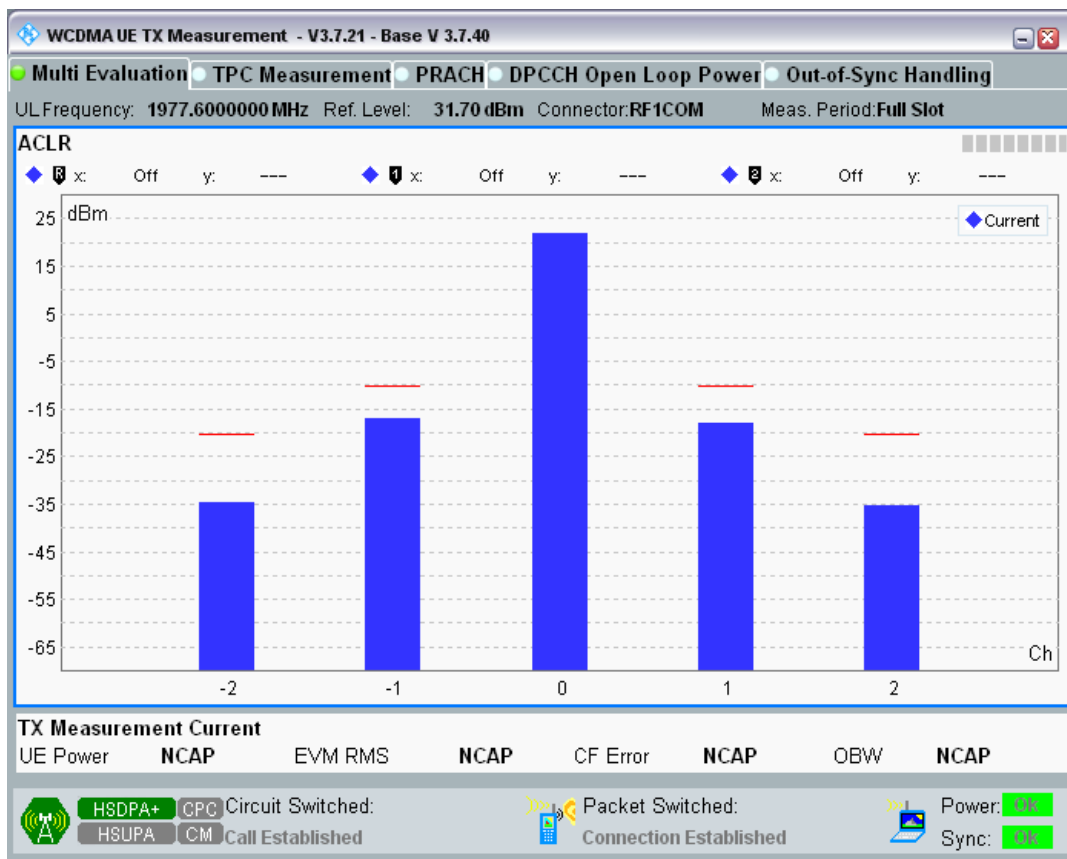 WCDMA UE TX Measurement - V3.7.21 - Base V 3.7.40
Multi Evaluation TPC Measurement PRACH DPCCH Open Loop Power Out-of-Sync Handling
UL Frequency: 1977.6000000 MHz Ref. Level: 31.70 dBm Connector:RF1COM Meas. Period:Full Slot
ACLR
R x: Off y: --- 1 x: Off y: --- 2 x: Off y: ---
dBm
Current
25
15
5
-5
-15
-25
-35
-45
-55
-65
Ch
-2 -1 0 1 2
TX Measurement Current
UE Power NCAP EVM RMS NCAP CF Error NCAP OBW NCAP
HSDPA+ CPC Circuit Switched: Packet Switched: Power: OK
HSUPA CM Call Established Connection Established Sync: OK